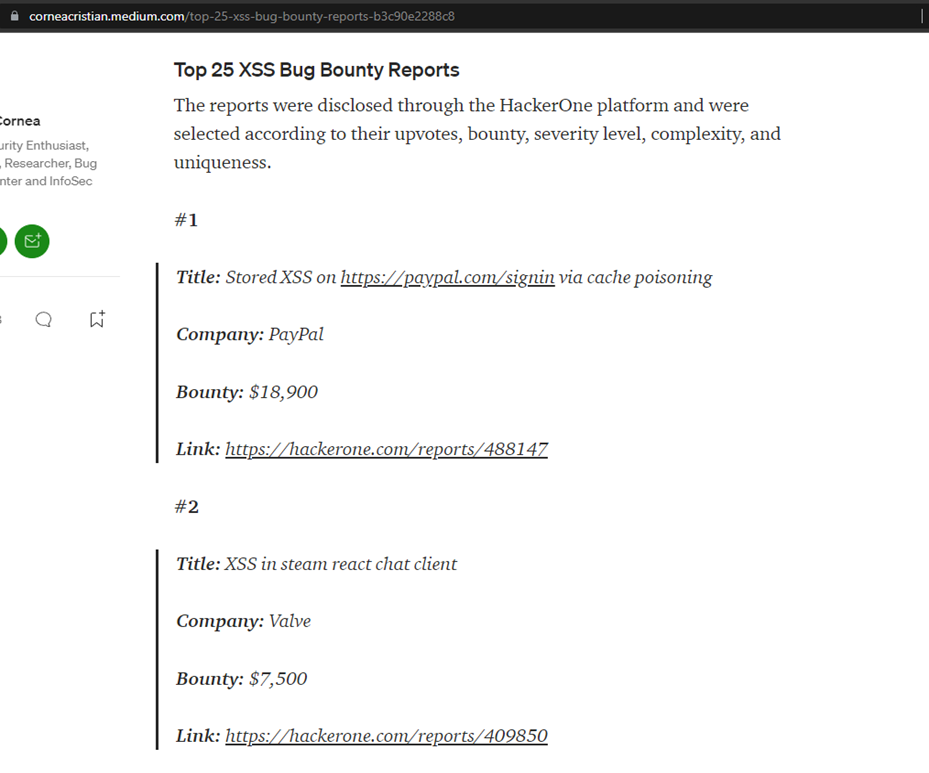 corneacristian.medium.com/top-25-xss-bug-bounty-reports-b3c90e2288c8
Top 25 XSS Bug Bounty Reports
The reports were disclosed through the HackerOne platform and were
selected according to their upvotes, bounty, severity level, complexity, and
uniqueness.
Cornea
urity Enthusiast,
, Researcher, Bug
nter and InfoSec
#1
Title: Stored XSS on https://paypal.com/signin via cache poisoning
Company: PayPal
Bounty: $18,900
Link: https://hackerone.com/reports/488147
#2
Title: XSS in steam react chat client
Company: Valve
Bounty: $7,500
Link: https://hackerone.com/reports/409850